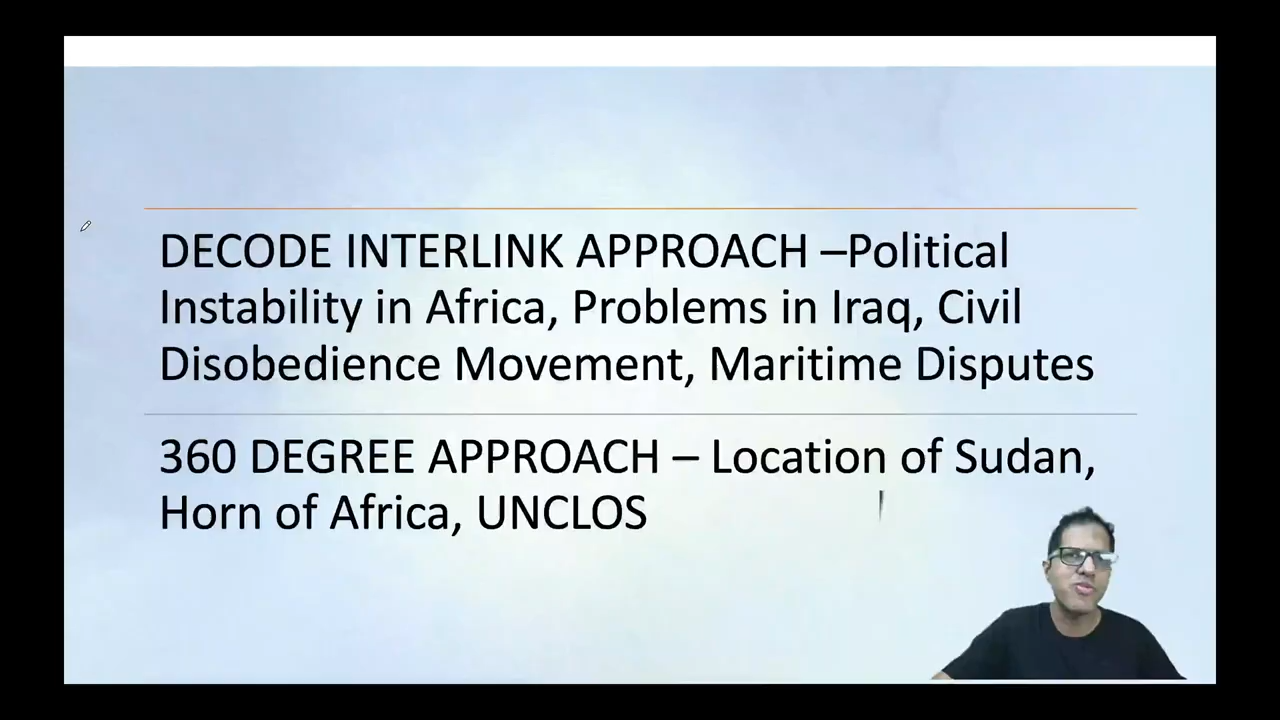 DECODE INTERLINK APPROACH –Political
Instability in Africa, Problems in Iraq, Civil
Disobedience Movement, Maritime Disputes
360 DEGREE APPROACH – Location of Sudan,
Horn of Africa, UNCLOS